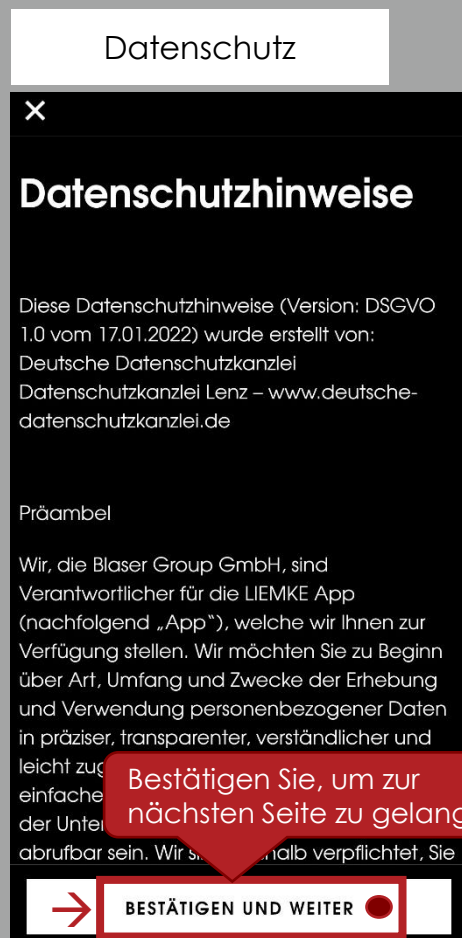 Datenschutz
Datenschutzhinweise
Diese Datenschutzhinweise (Version: DSGVO
1.0 vom 17.01.2022) wurde erstellt von:
Deutsche Datenschutzkanzlei
Datenschutzkanzlei Lenz – www.deutsche-
datenschutzkanzlei.de
Präambel
Wir, die Blaser Group GmbH, sind
Verantwortlicher für die LIEMKE App
(nachfolgend „App“), welche wir Ihnen zur
Verfügung stellen. Wir möchten Sie zu Beginn
über Art, Umfang und Zwecke der Erhebung
und Verwendung personenbezogener Daten
in präziser, transparenter, verständlicher und
leicht
einfache
der
abrufbar sein. Wir verpflichtet, Sie
Bestätigen Sie, um zur
nächsten Seite zu gelang
BESTÄTIGEN UND WEITER